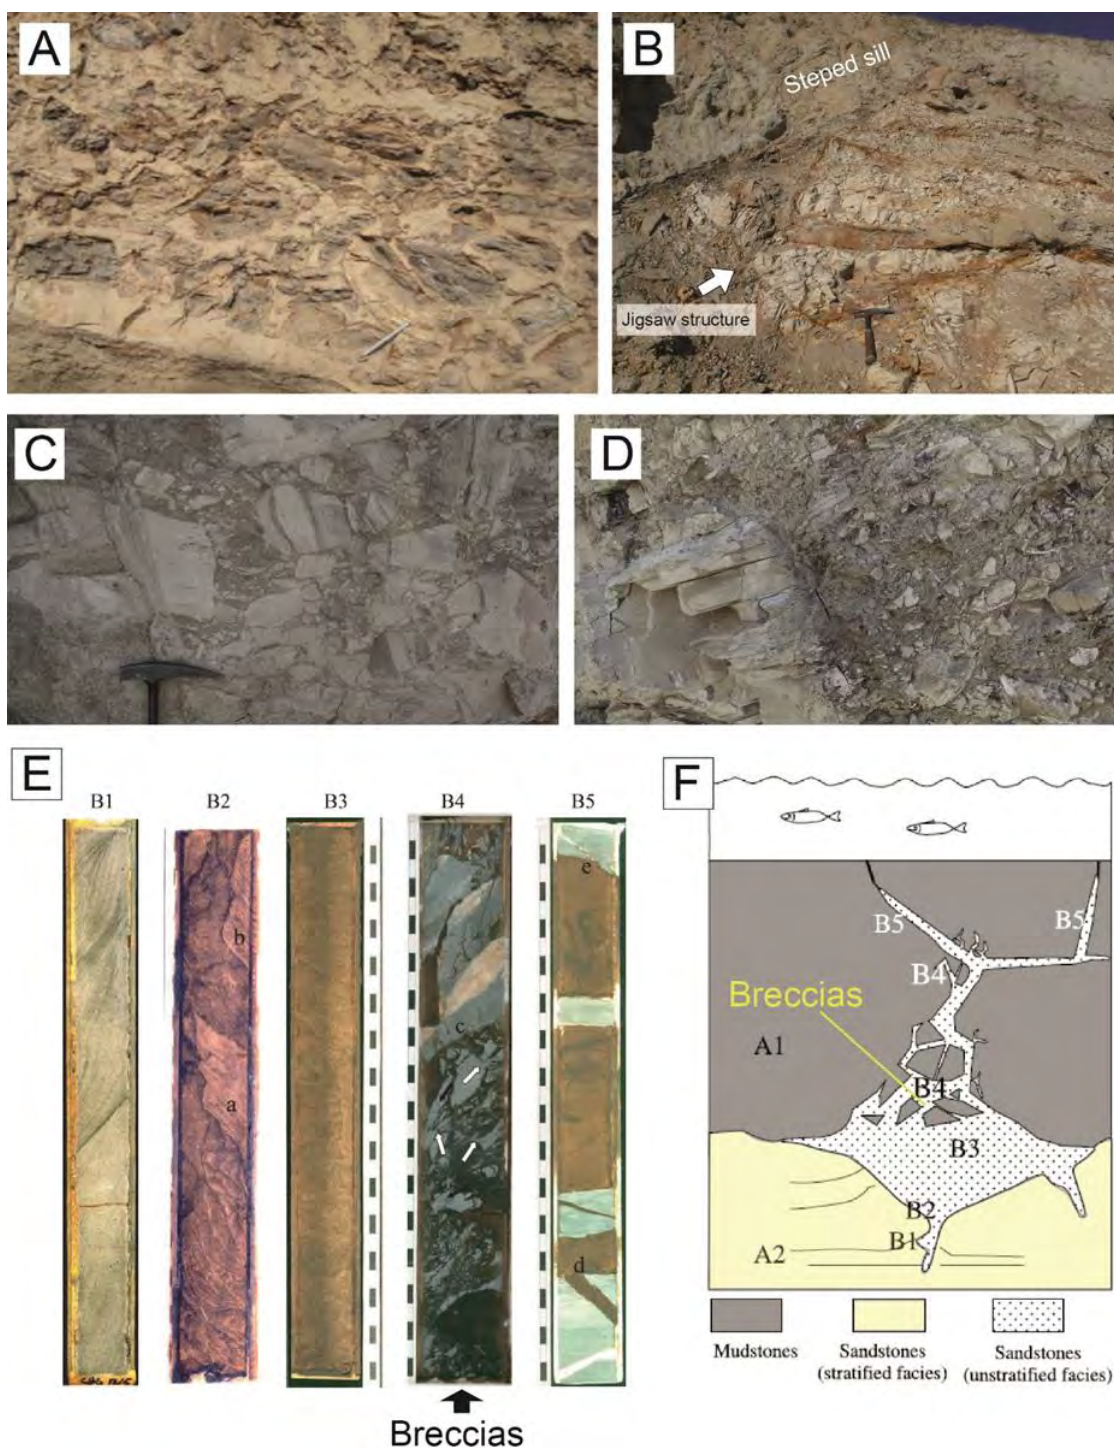 A
B
Steped sill
Jigsaw structure
C
D
E
B1
B2
B3
B4
B5
b
a
c
e
d
Breccias
F
B5
B5
B4
Breccias
A1
B4
B3
B2
B1
A2
Mudstones
Sandstones
(stratified facies)
Sandstones
(unstratified facies)